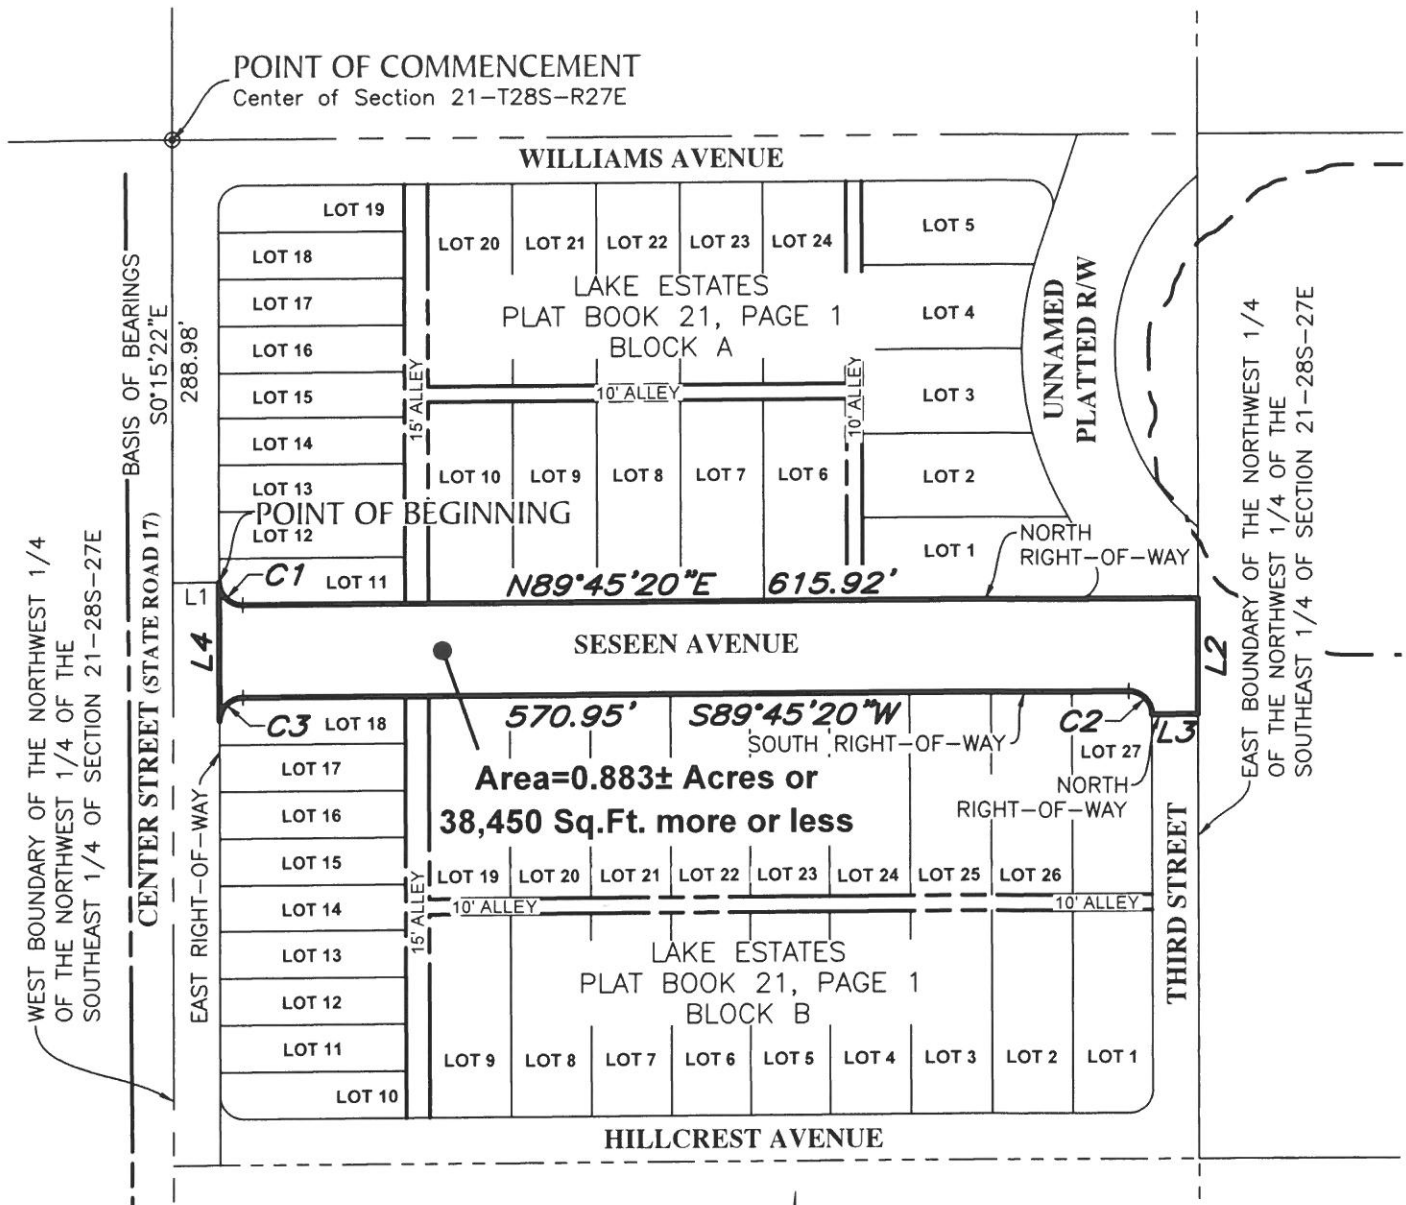 POINT OF COMMENCEMENT
Center of Section 21-T28S-R27E
WILLIAMS AVENUE
LOT 19
LOT 18
LOT 17
LOT 16
LOT 15
LOT 14
LOT 13
LOT 12
LOT 11
LOT 20
LOT 21
LOT 22
LOT 23
LOT 24
LAKE ESTATES
PLAT BOOK 21, PAGE 1
BLOCK A
15' ALLEY
10' ALLEY
10' ALLEY
LOT 10
LOT 9
LOT 8
LOT 7
LOT 6
LOT 5
LOT 4
LOT 3
LOT 2
LOT 1
UNNAMED
PLATTED R/W
BASIS OF BEARINGS
S0°15'22"E
288.98'
POINT OF BEGINNING
C1
L1
L4
N89°45'20"E 615.92'
NORTH
RIGHT-OF-WAY
SESEEN AVENUE
L2
570.95' S89°45'20"W
SOUTH RIGHT-OF-WAY
C2
L3
C3
Area=0.883± Acres or
38,450 Sq.Ft. more or less
NORTH
RIGHT-OF-WAY
LOT 18
LOT 17
LOT 16
LOT 15
LOT 14
LOT 13
LOT 12
LOT 11
LOT 10
LOT 27
LOT 19
LOT 20
LOT 21
LOT 22
LOT 23
LOT 24
LOT 25
LOT 26
15' ALLEY
10' ALLEY
10' ALLEY
LAKE ESTATES
PLAT BOOK 21, PAGE 1
BLOCK B
LOT 9
LOT 8
LOT 7
LOT 6
LOT 5
LOT 4
LOT 3
LOT 2
LOT 1
HILLCREST AVENUE
THIRD STREET
CENTER STREET (STATE ROAD 17)
EAST RIGHT-OF-WAY
WEST BOUNDARY OF THE NORTHWEST 1/4
OF THE NORTHWEST 1/4 OF THE
SOUTHEAST 1/4 OF SECTION 21-28S-27E
EAST BOUNDARY OF THE NORTHWEST 1/4
OF THE NORTHWEST 1/4 OF THE
SOUTHEAST 1/4 OF SECTION 21-28S-27E